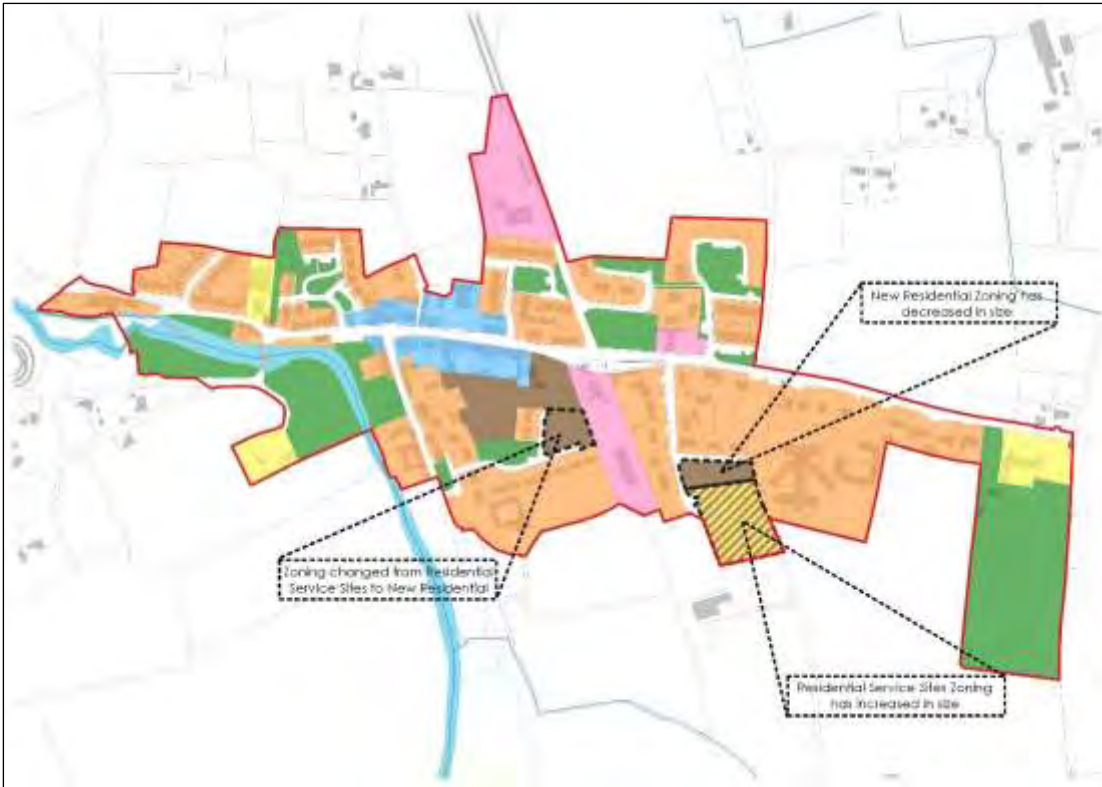 New Residential Zoning has
decreased in size
Zoning changed from Residential
Service Sites to New Residential
Residential Service Sites Zoning
has increased in size